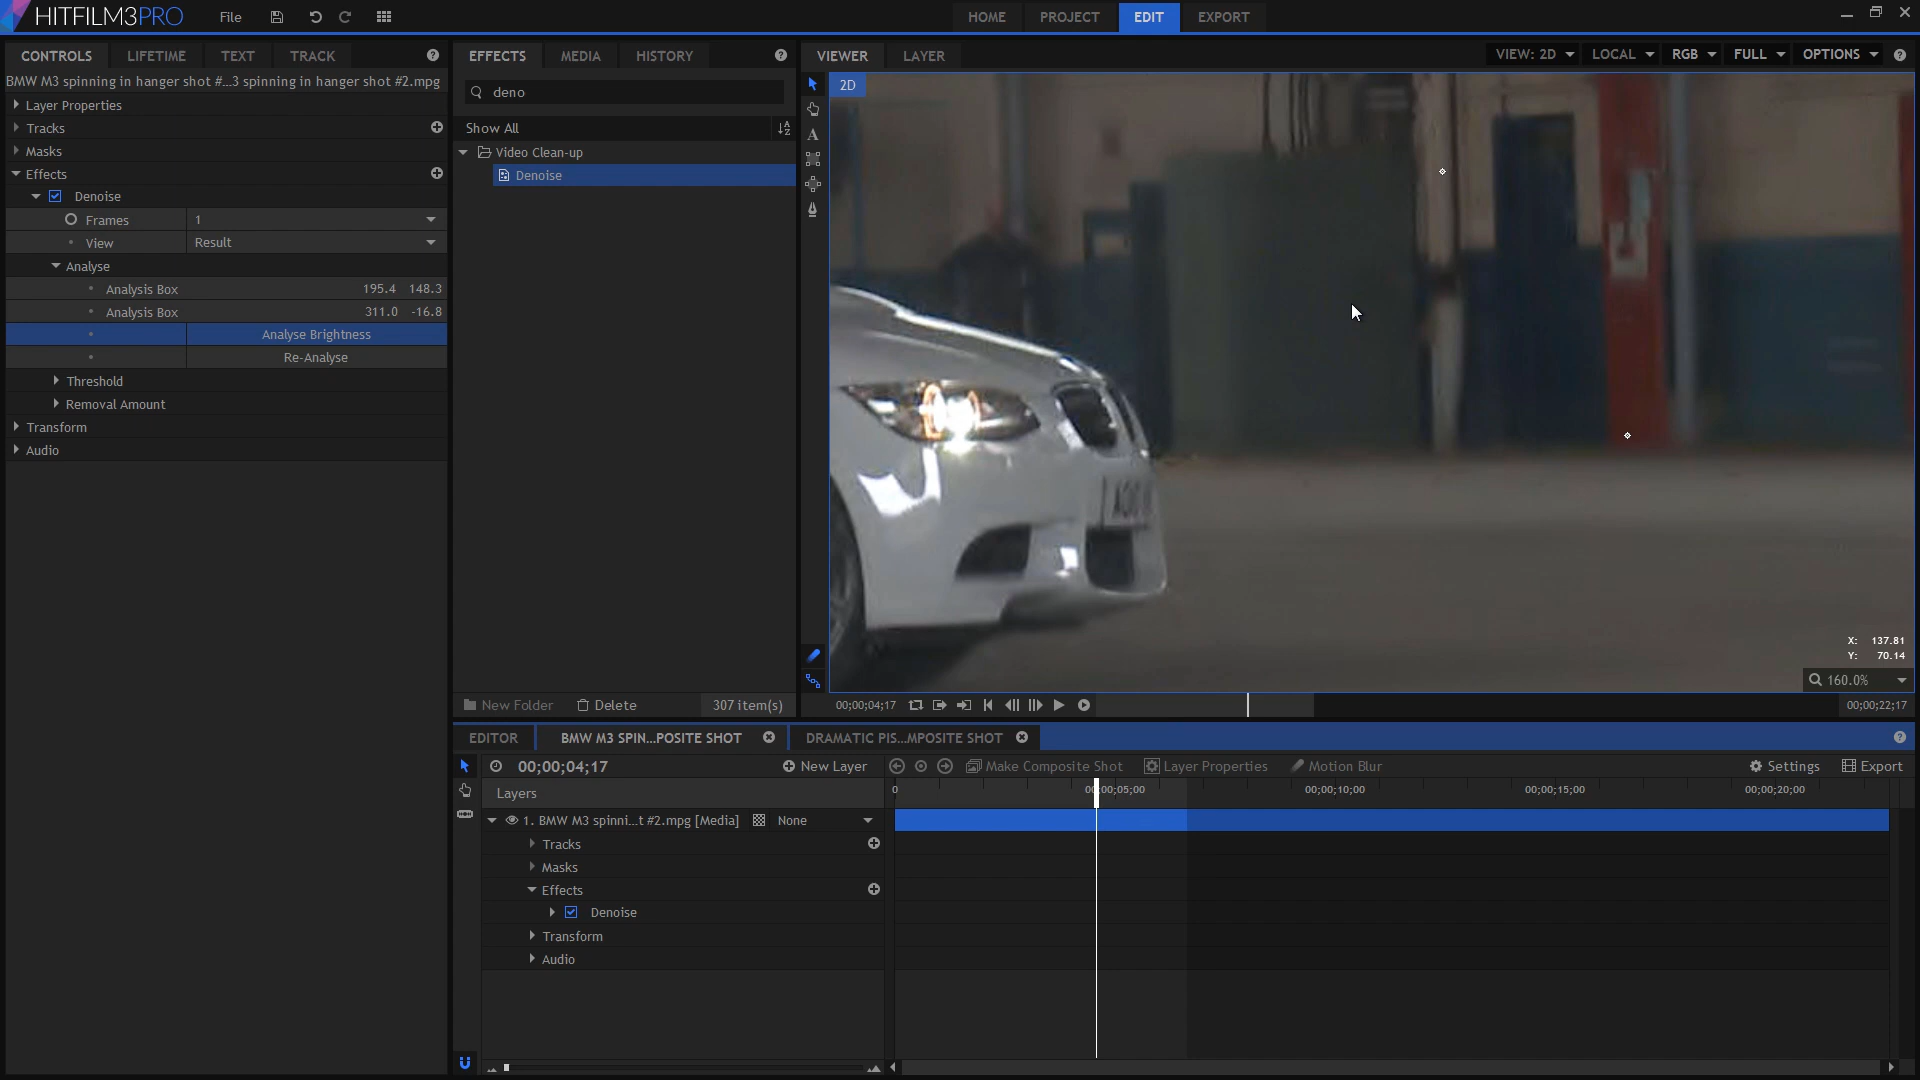 HITFILM3PRO
File
HOME
PROJECT
EDIT
EXPORT
CONTROLS
LIFETIME
TEXT
TRACK
EFFECTS
MEDIA
HISTORY
VIEWER
LAYER
VIEW: 2D
LOCAL
RGB
FULL
OPTIONS
BMW M3 spinning in hanger shot #...3 spinning in hanger shot #2.mpg
Layer Properties
Tracks
Masks
Effects
Denoise
Frames 1
View Result
Analyse
Analysis Box 195.4 148.3
Analysis Box 311.0 -16.8
Analyse Brightness
Re-Analyse
Threshold
Removal Amount
Transform
Audio
deno
Show All
Video Clean-up
Denoise
New Folder
Delete
307 item(s)
2D
A
X: 137.81
Y: 70.14
160.0%
00;00;04;17
00;00;22;17
EDITOR
BMW M3 SPIN...POSITE SHOT
DRAMATIC PIS...MPOSITE SHOT
00;00;04;17
New Layer
Make Composite Shot
Layer Properties
Motion Blur
Settings
Export
Layers
0
00;00;05;00
00;00;10;00
00;00;15;00
00;00;20;00
1. BMW M3 spinni...t #2.mpg [Media]
None
Tracks
Masks
Effects
Denoise
Transform
Audio